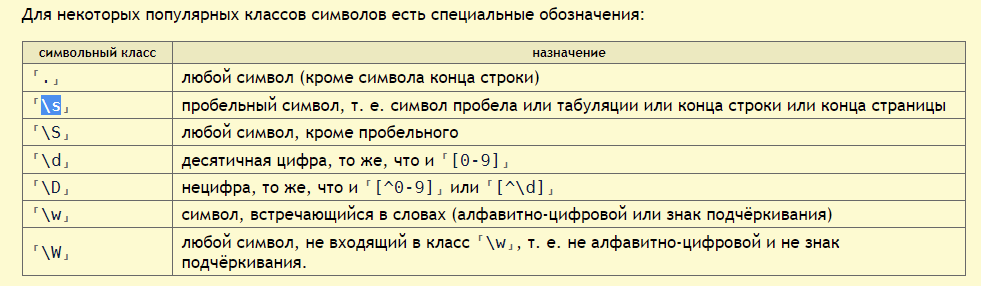 Для некоторых популярных классов символов есть специальные обозначения:
символьный класс назначение
「.」 любой символ (кроме символа конца строки)
「\s」 пробельный символ, т. е. символ пробела или табуляции или конца строки или конца страницы
「\S」 любой символ, кроме пробельного
「\d」 десятичная цифра, то же, что и「[0-9]」
「\D」 нецифра, то же, что и「[^0-9]」или「[^\d]」
「\w」 символ, встречающийся в словах (алфавитно-цифровой или знак подчёркивания)
「\W」 любой символ, не входящий в класс「\w」, т. е. не алфавитно-цифровой и не знак
подчёркивания.